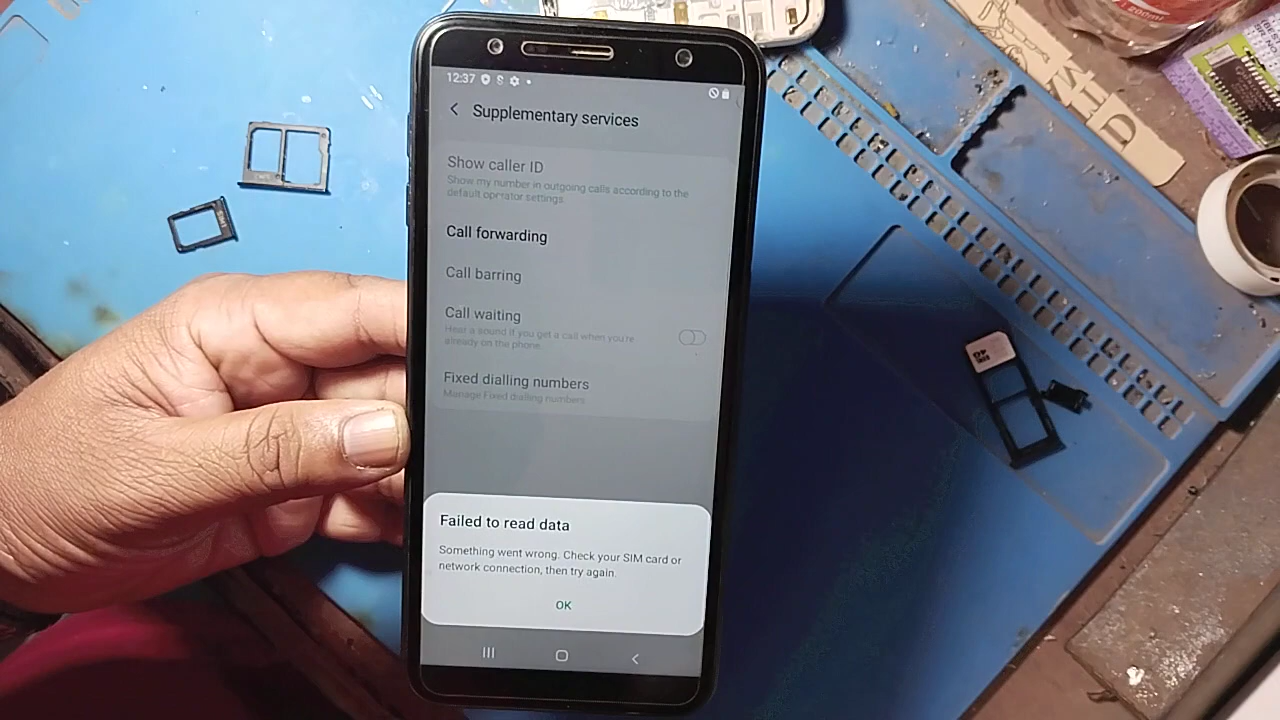 200ml
12:37
Supplementary services
Show caller ID
Show my number in outgoing calls according to the
default operator settings.
Call forwarding
Call barring
Call waiting
Hear a sound if you get a call when you're
already on the phone.
Fixed dialling numbers
Manage Fixed dialling numbers
4G
Failed to read data
Something went wrong. Check your SIM card or
network connection, then try again.
OK